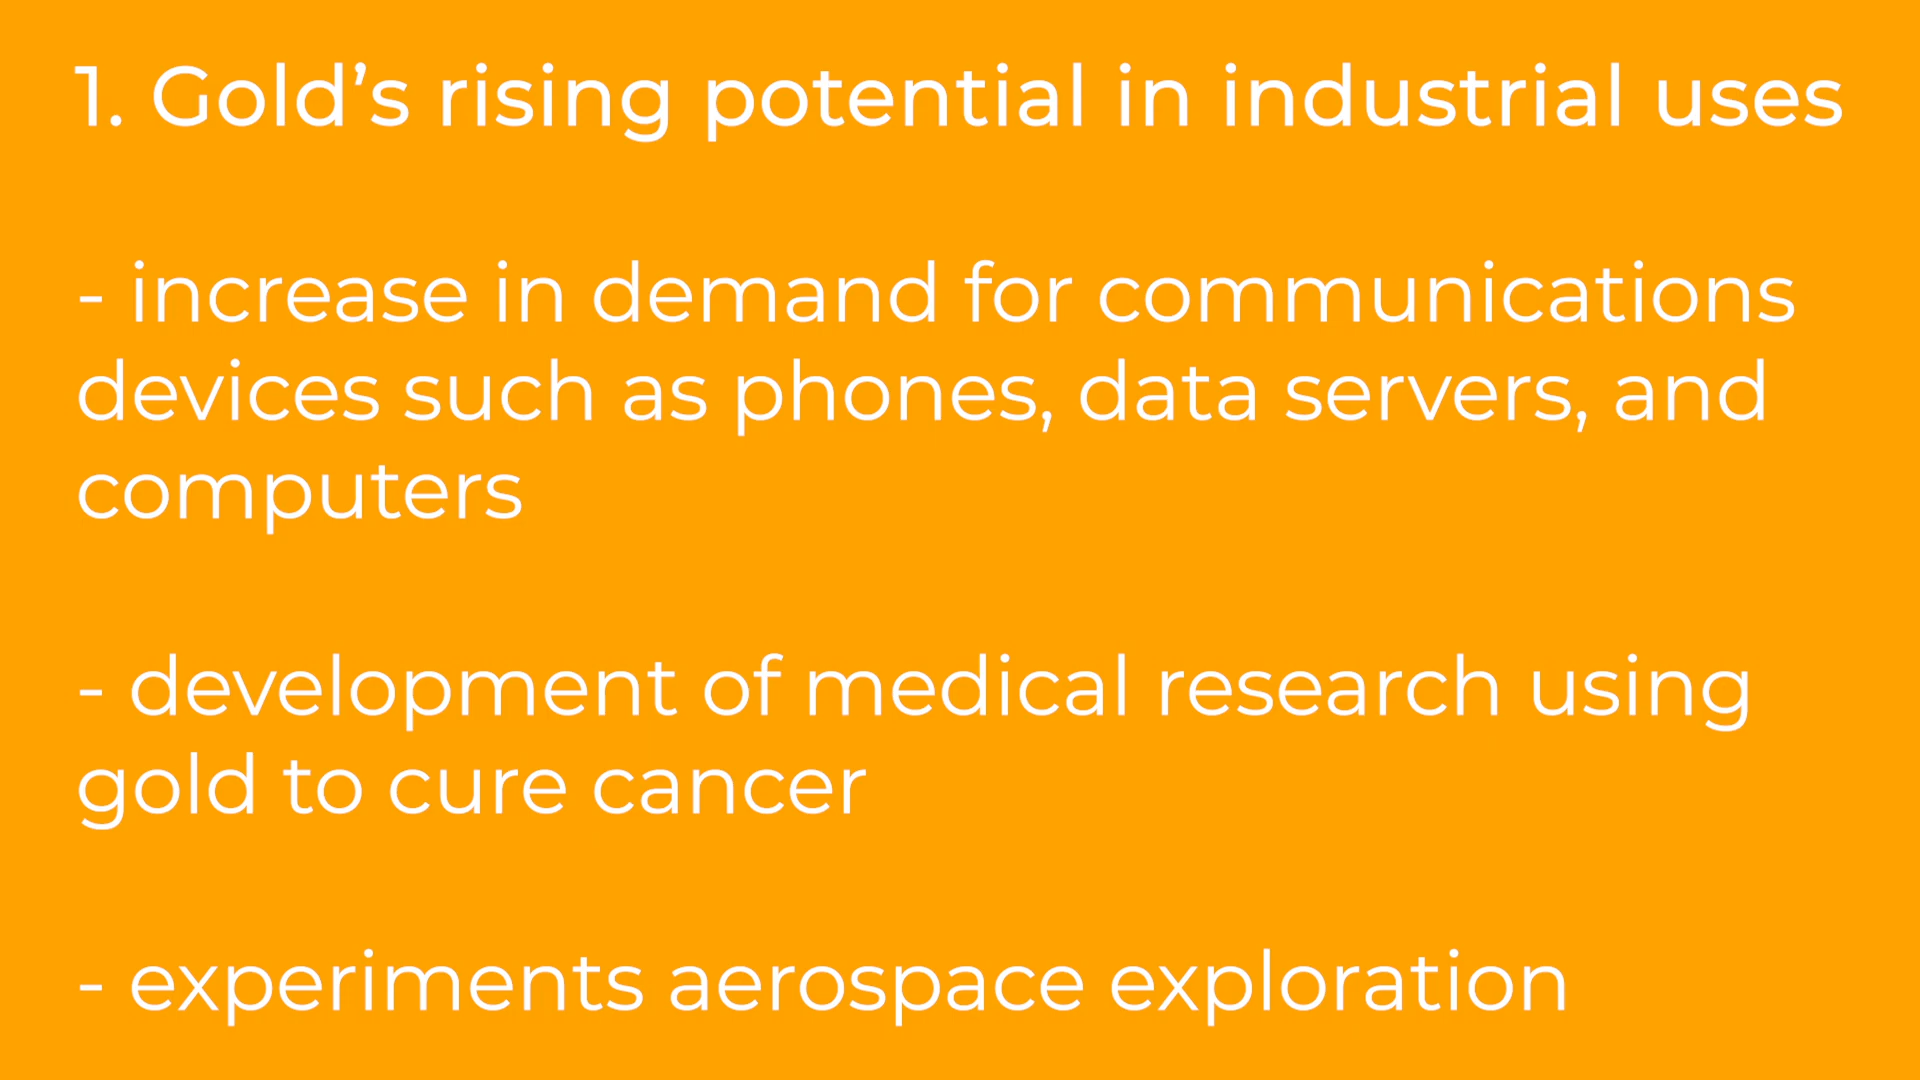 1. Gold’s rising potential in industrial uses
- increase in demand for communications
devices such as phones, data servers, and
computers
- development of medical research using
gold to cure cancer
- experiments aerospace exploration